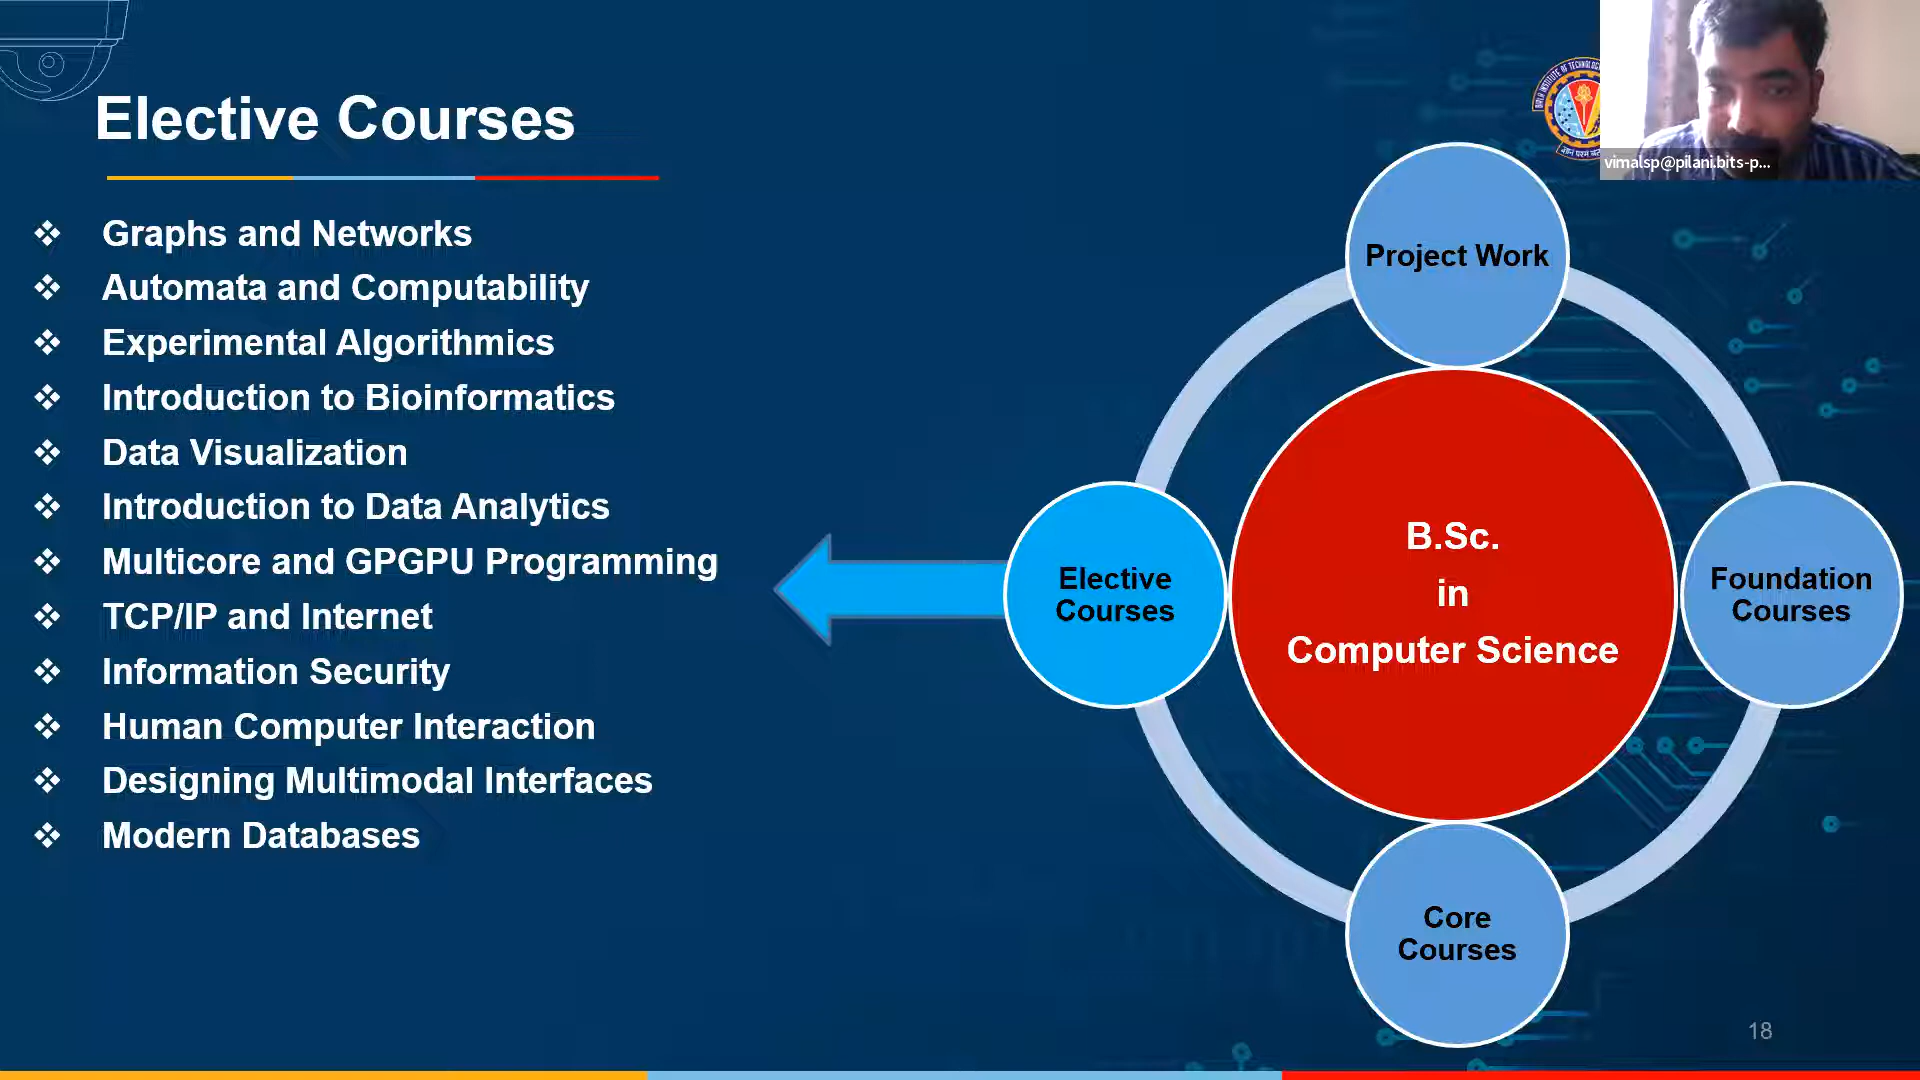 Elective Courses
Graphs and Networks
Automata and Computability
Experimental Algorithmics
Introduction to Bioinformatics
Data Visualization
Introduction to Data Analytics
Multicore and GPGPU Programming
TCP/IP and Internet
Information Security
Human Computer Interaction
Designing Multimodal Interfaces
Modern Databases
vimalsp@pilani.bits-p...
Project Work
Elective
Courses
B.Sc.
in
Computer Science
Foundation
Courses
Core
Courses
18